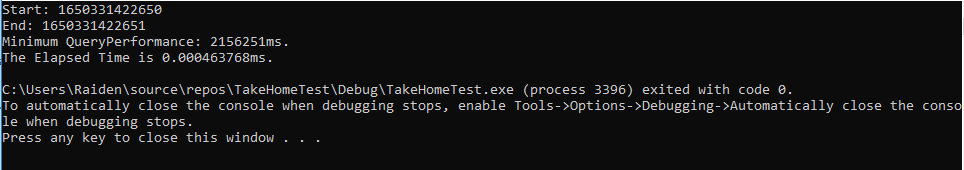 Start: 1650331422650
End: 1650331422651
Minimum QueryPerformance: 2156251ms.
The Elapsed Time is 0.000463768ms.
C:\Users\Raiden\source\repos\TakeHomeTest\Debug\TakeHomeTest.exe (process 3396) exited with code 0.
To automatically close the console when debugging stops, enable Tools->Options->Debugging->Automatically close the conso
le when debugging stops.
Press any key to close this window . . .